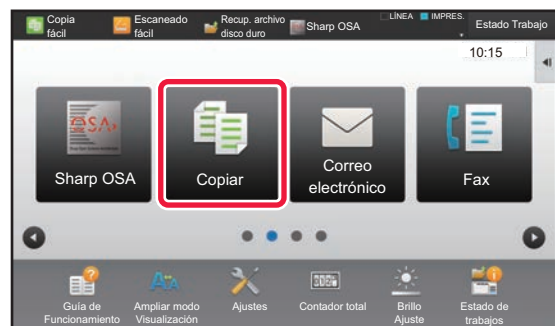 Copia fácil
Escaneado fácil
Recup. archivo disco duro
Sharp OSA
LÍNEA
IMPRES.
Estado Trabajo
10:15
OSA
Sharp OSA
Copiar
Correo electrónico
Fax
Guía de Funcionamiento
Ampliar modo Visualización
Ajustes
Contador total
Brillo Ajuste
Estado de trabajos